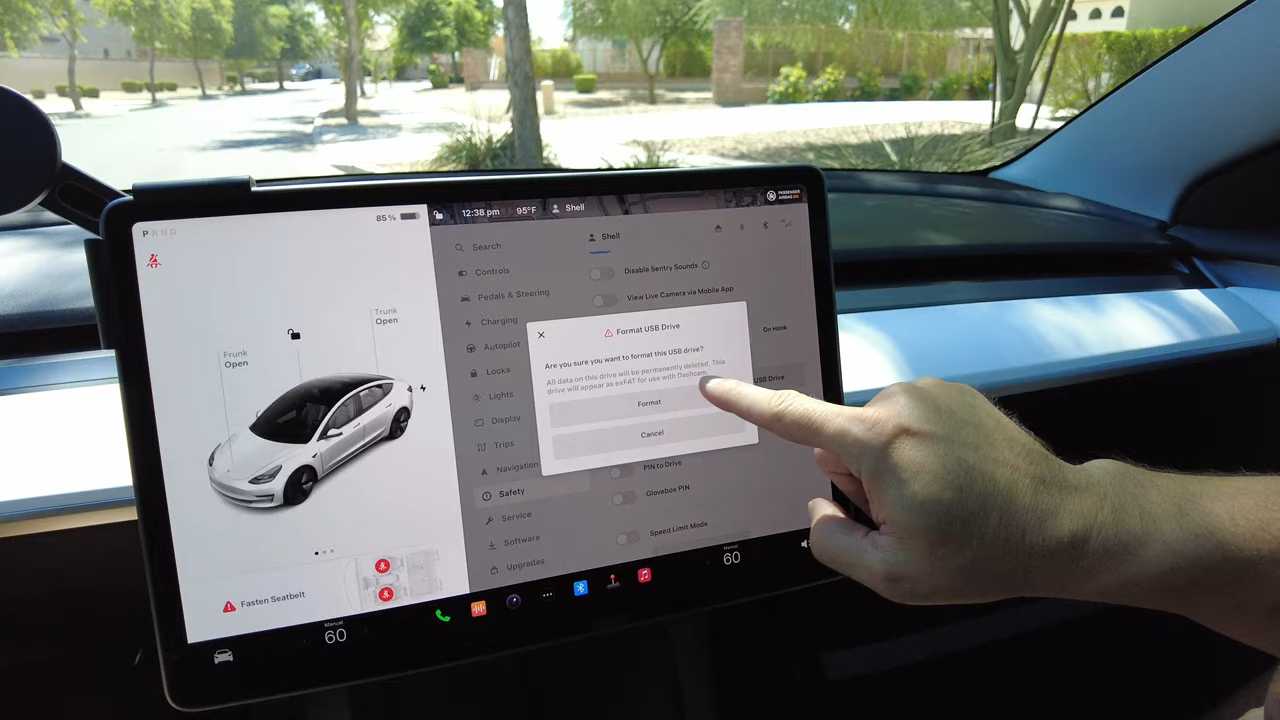 PRND
85%
12:38 pm
95°F
Shell
PASSENGER
AIRBAG ON
Search
Shell
Controls
Disable Sentry Sounds
Pedals & Steering
View Live Camera via Mobile App
Charging
On Honk
Autopilot
Locks
USB Drive
Lights
Display
Trips
Navigation
Safety
Service
Software
Upgrades
Format USB Drive
Are you sure you want to format this USB drive?
All data on this drive will be permanently deleted. This
drive will appear as exFAT for use with Dashcam.
Format
Cancel
PIN to Drive
Glovebox PIN
Speed Limit Mode
Trunk
Open
Frunk
Open
Fasten Seatbelt
Manual
60
Manual
60